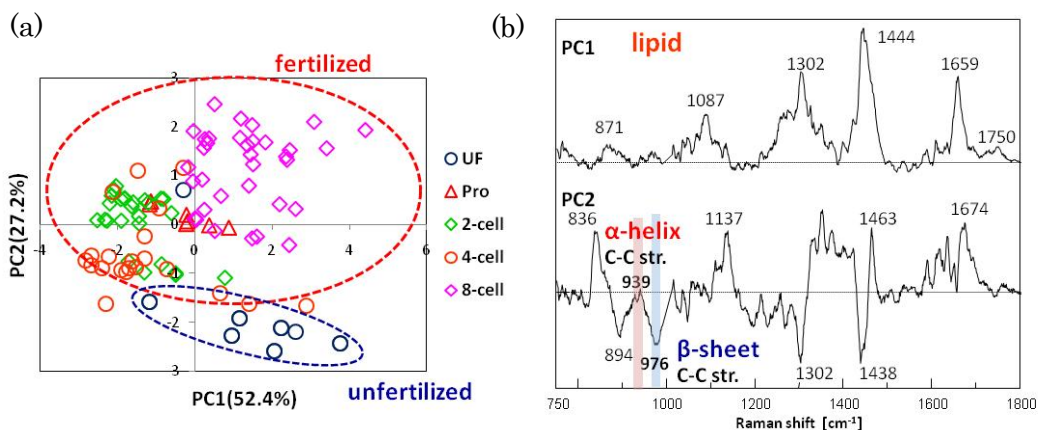 (a)
fertilized
3
2
1
0
-1
-2
3
-4
-2
0
2
4
6
PC2(27.2%)
PC1(52.4%)
unfertilized
UF
Pro
2-cell
4-cell
8-cell
(b)
PC1
lipid
871
1087
1302
1444
1659
1750
PC2
836
α-helix
C-C str.
939
894
976
β-sheet
C-C str.
1137
1302
1438
1463
1674
750
1000
1200
1400
1600
1800
Raman shift [cm⁻¹]